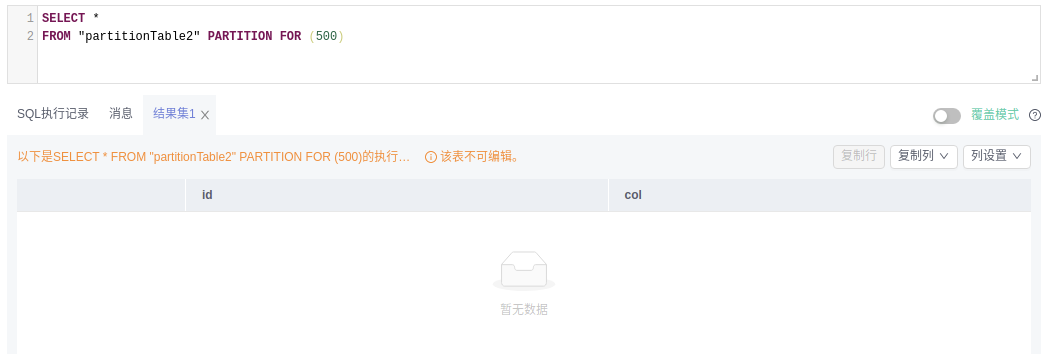 1 SELECT *
2 FROM "partitionTable2" PARTITION FOR (500)
SQL执行记录 消息 结果集1 覆盖模式
以下是SELECT * FROM "partitionTable2" PARTITION FOR (500)的执行… 该表不可编辑。 复制行 复制列 列设置
id col
暂无数据